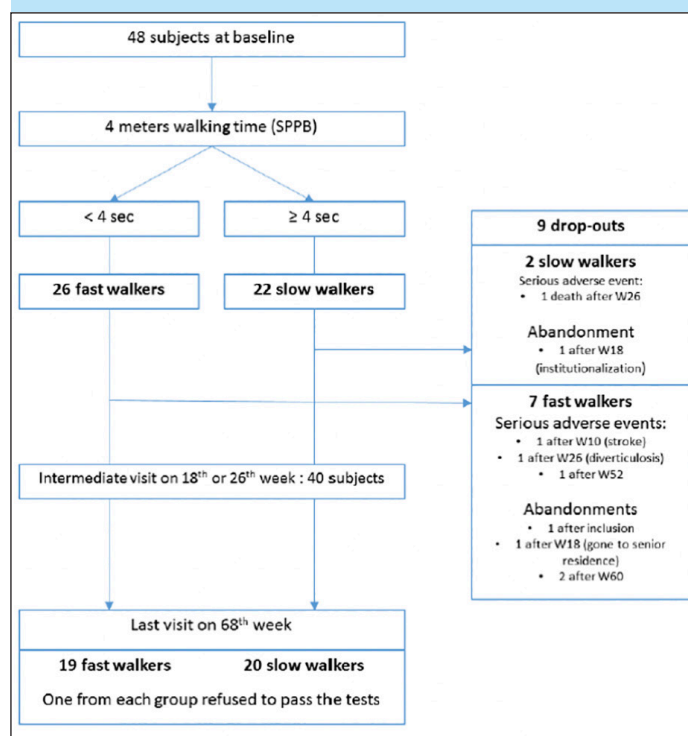 48 subjects at baseline
4 meters walking time (SPPB)
< 4 sec
≥ 4 sec
26 fast walkers
22 slow walkers
9 drop-outs
2 slow walkers
Serious adverse event:
• 1 death after W26
Abandonment
• 1 after W18
(institutionalization)
7 fast walkers
Serious adverse events:
• 1 after W10 (stroke)
• 1 after W26 (diverticulosis)
• 1 after W52
Abandonments
• 1 after inclusion
• 1 after W18 (gone to senior
residence)
• 2 after W60
Intermediate visit on 18th or 26th week : 40 subjects
Last visit on 68th week
19 fast walkers
20 slow walkers
One from each group refused to pass the tests